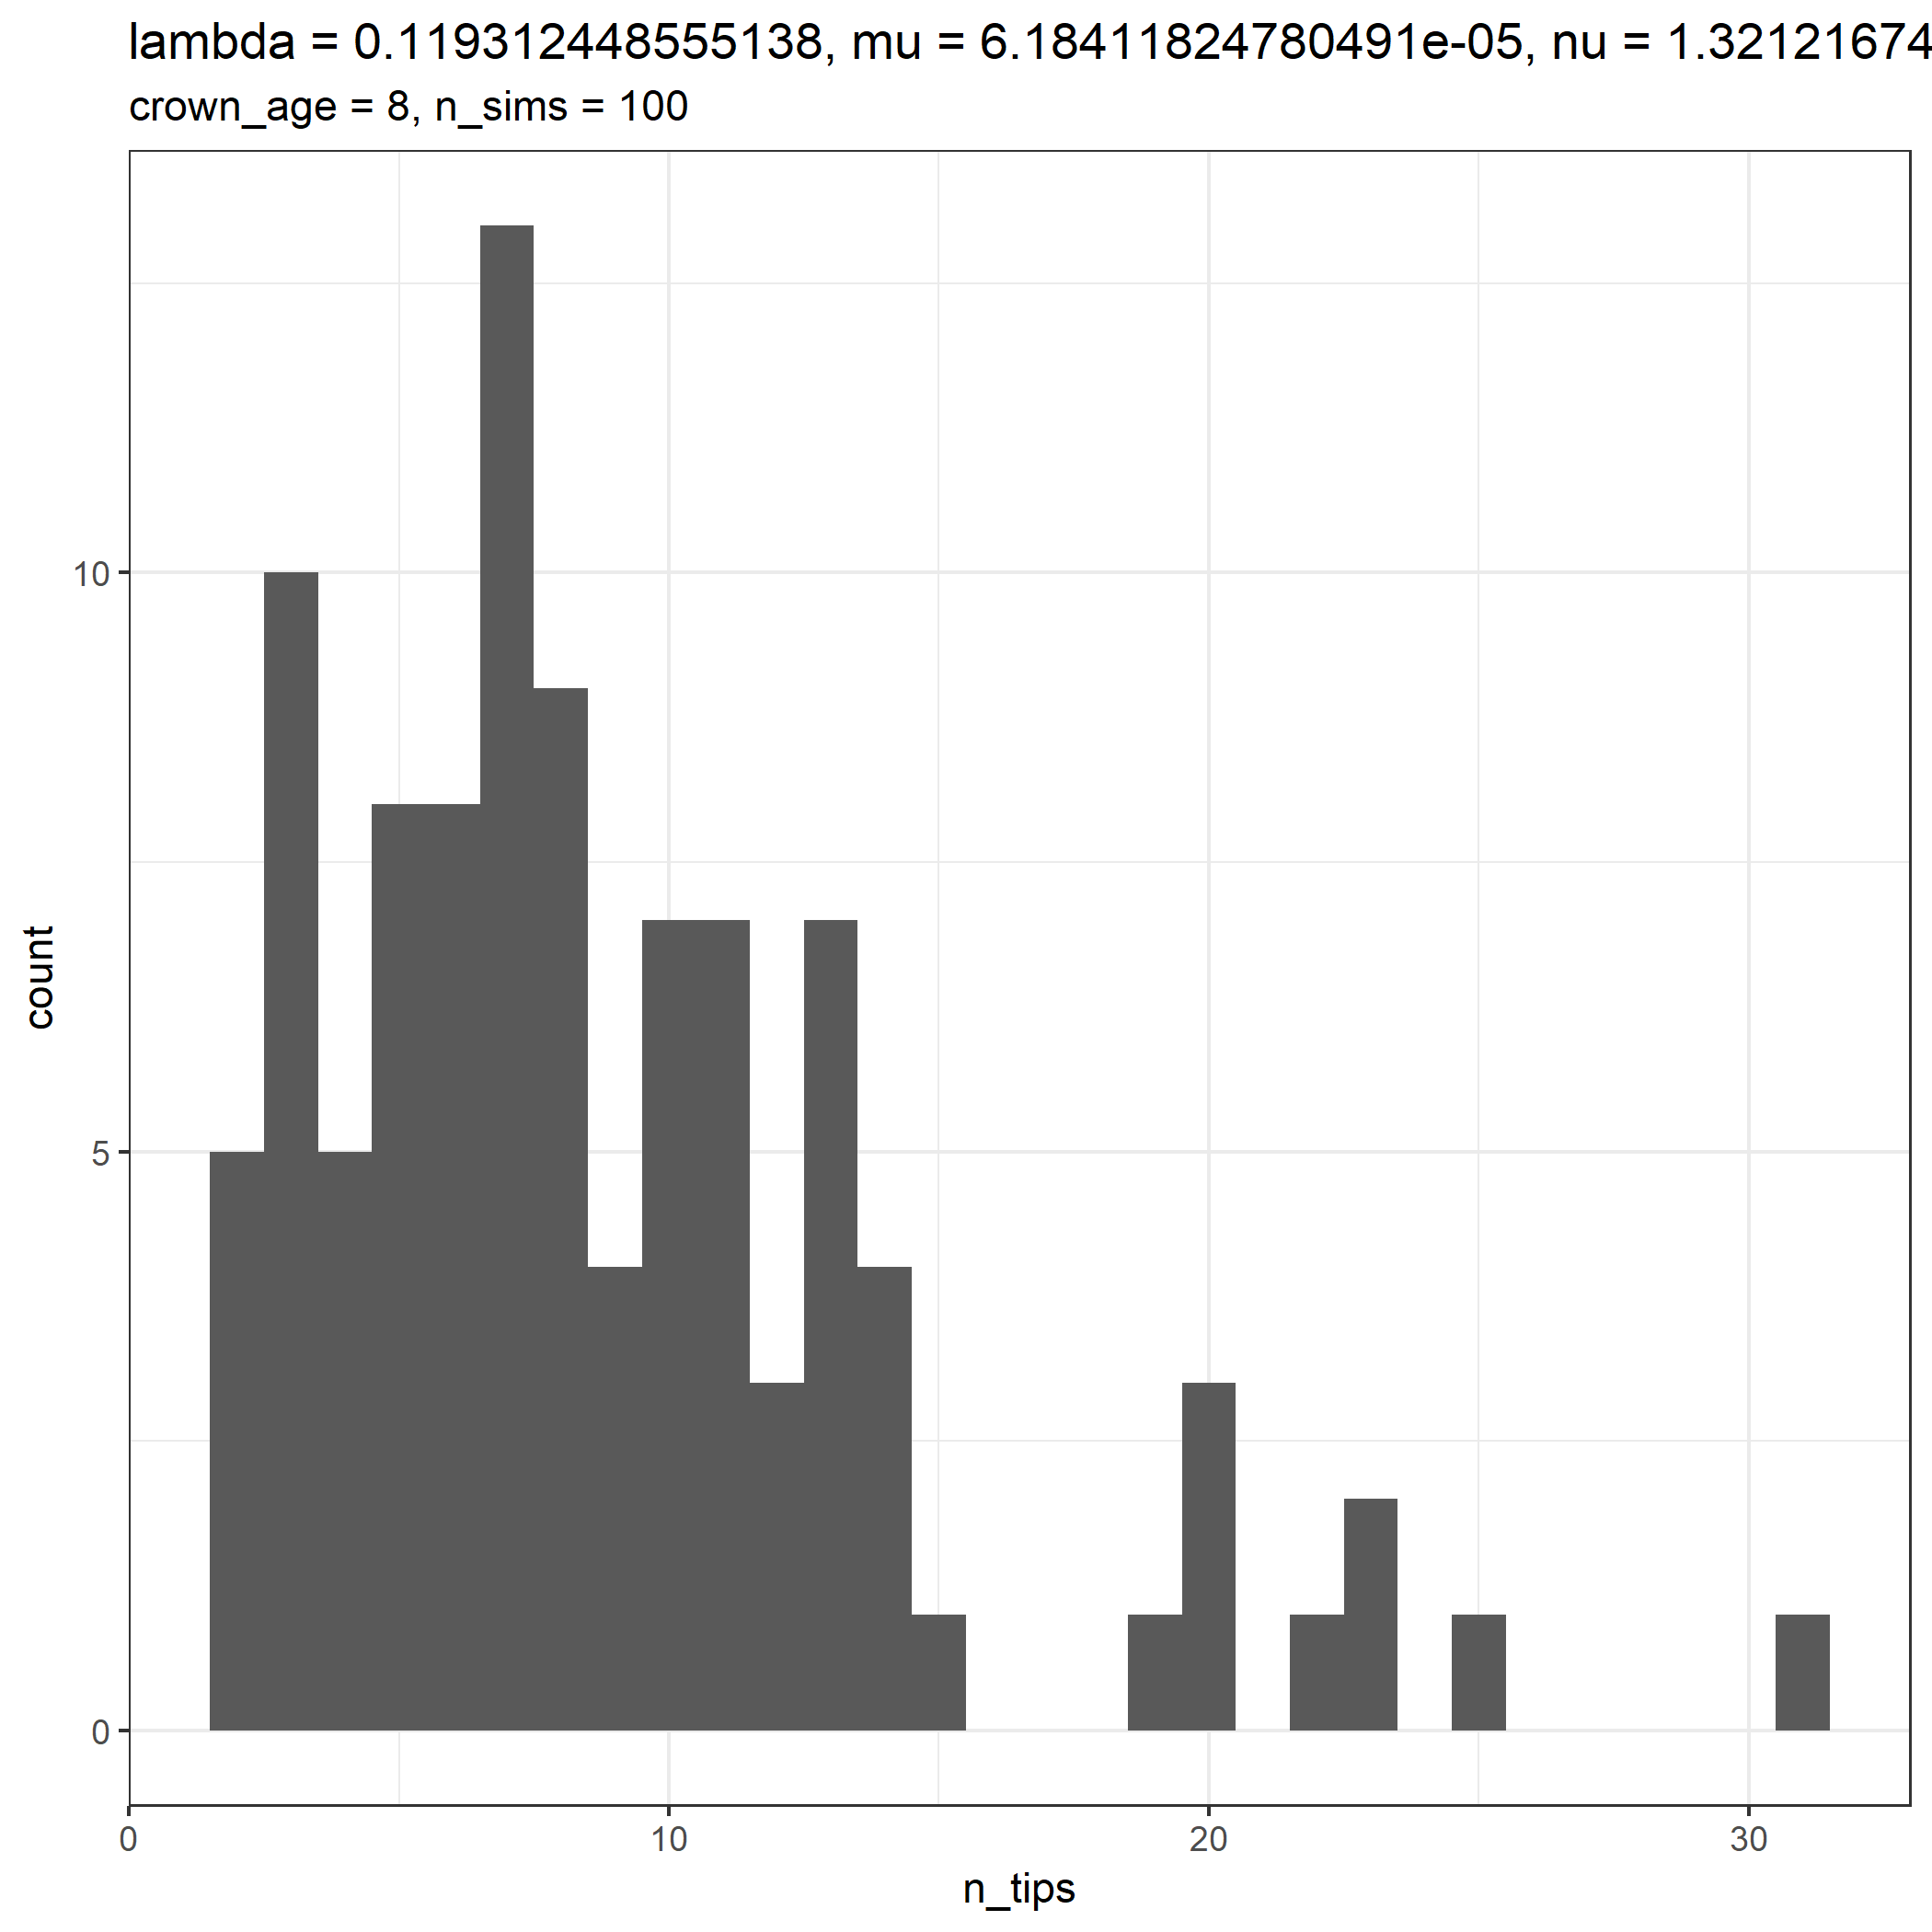 lambda = 0.119312448555138, mu = 6.18411824780491e-05, nu = 1.32121674
crown_age = 8, n_sims = 100
10
5
0
count
0 10 20 30
n_tips